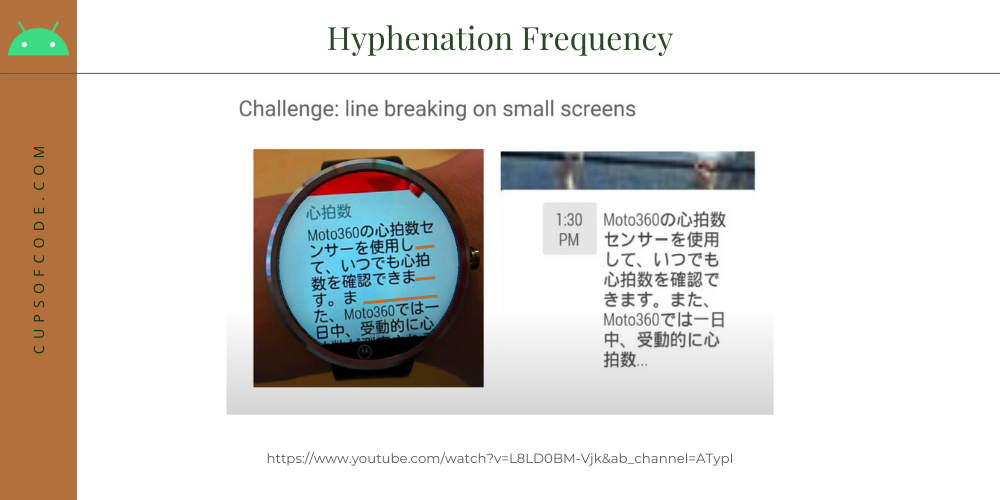 Hyphenation Frequency
CUPSOFCODE.COM
Challenge: line breaking on small screens
心拍数
Moto360の心拍数セ
ンサーを使用し
て、いつでも心拍
数を確認できま
す。ま
た、Moto360では一
日中、受動的に心
1:30
PM
Moto360の心拍数
センサーを使用
して、いつでも
心拍数を確認で
きます。また、
Moto360では一日
中、受動的に心
拍数...
https://www.youtube.com/watch?v=L8LD0BM-Vjk&ab_channel=ATypI